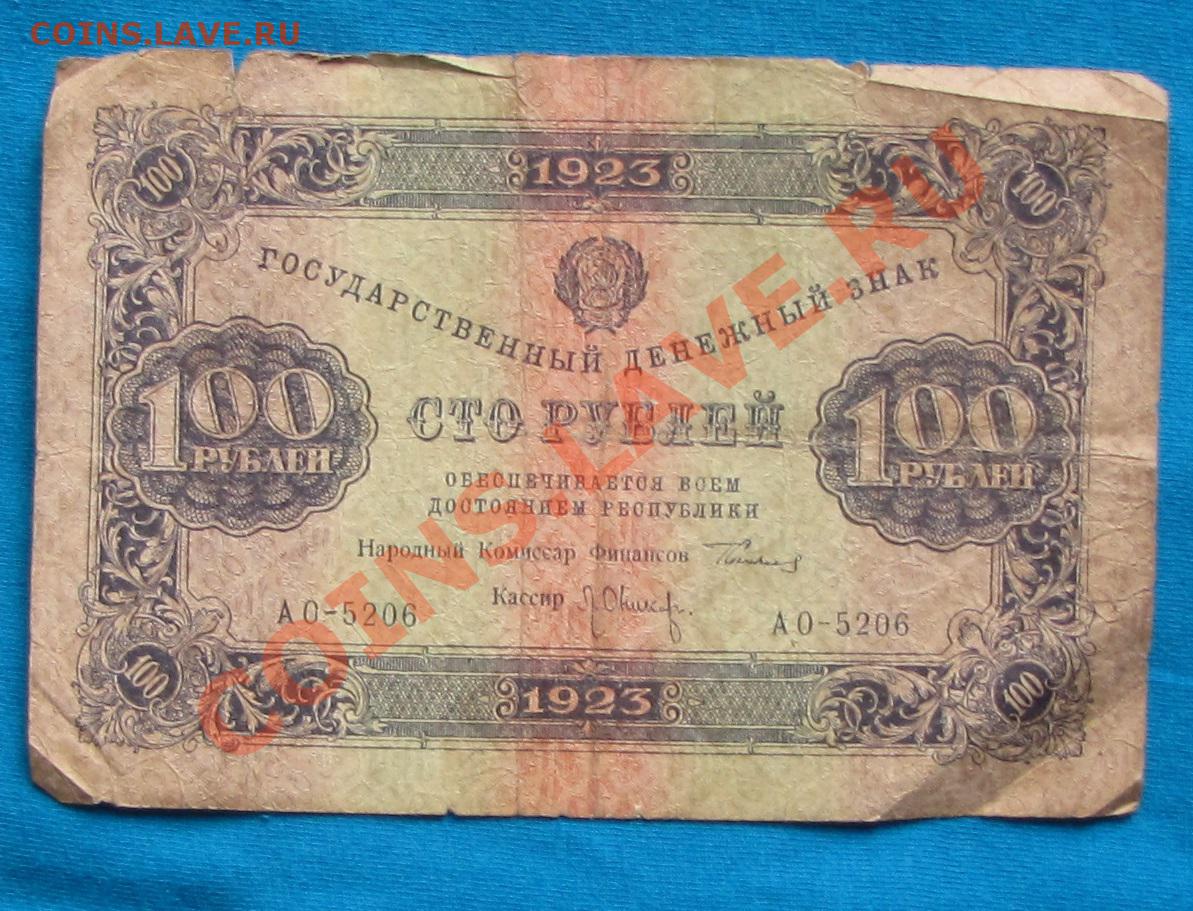 COINS.LAVE.RU
100 1923 100
ГОСУДАРСТВЕННЫЙ ДЕНЕЖНЫЙ ЗНАК
100 РУБЛЕЙ
СТО РУБЛЕЙ
100 РУБЛЕЙ
ОБЕСПЕЧИВАЕТСЯ ВСЕМ
ДОСТОЯНИЕМ РЕСПУБЛИКИ
Народный Комиссар Финансов
Кассир
АО-5206 АО-5206
100 1923 100
COINS.LAVE.RU